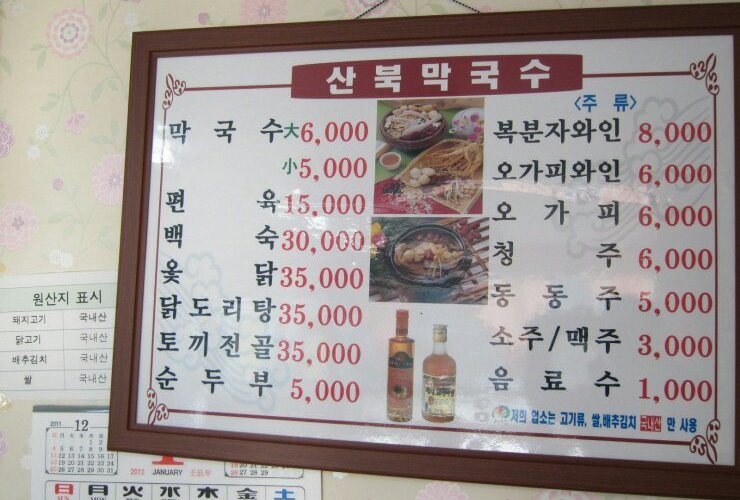 산북막국수
막국수 大 6,000
小 5,000
편육 15,000
백숙 30,000
옻닭 35,000
닭도리탕 35,000
토끼전골 35,000
순두부 5,000
<주류>
복분자와인 8,000
오가피와인 6,000
오가피 6,000
청주 6,000
동동주 5,000
소주/맥주 3,000
음료수 1,000
저희 업소는 고기류, 쌀,배추김치 국내산 만 사용
원산지 표시
돼지고기 국내산
닭고기 국내산
배추김치 국내산
쌀 국내산
2011 12
1 JANUARY
2012 壬辰年
日 月 火 水 木 金 土